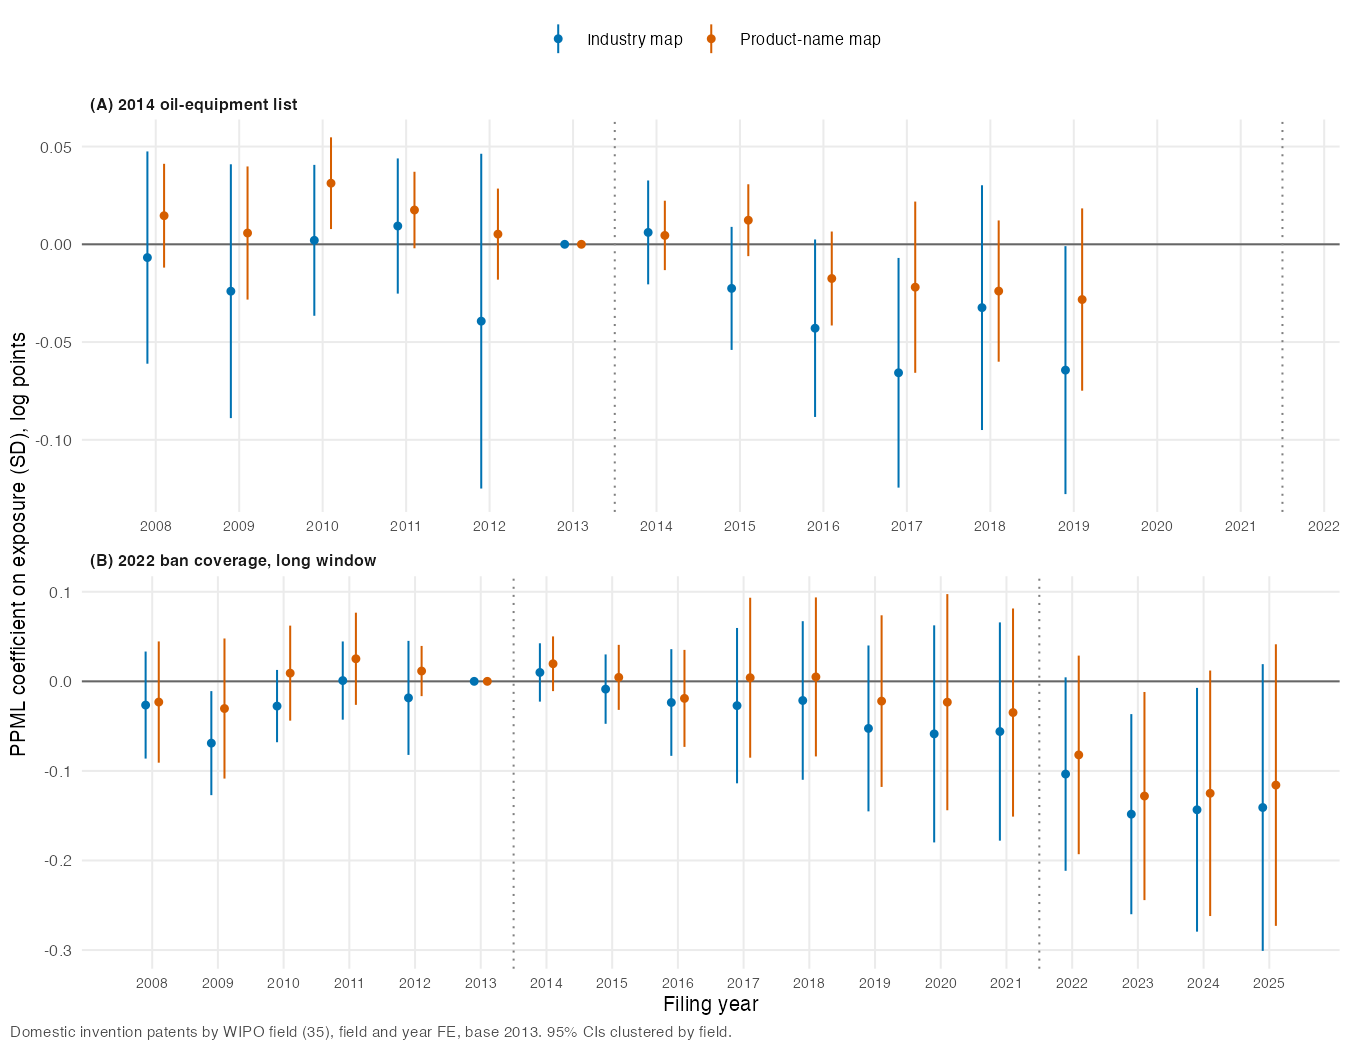 Industry map Product-name map
(A) 2014 oil-equipment list
0.05
0.00
-0.05
-0.10
2008 2009 2010 2011 2012 2013 2014 2015 2016 2017 2018 2019 2020 2021 2022
PPML coefficient on exposure (SD), log points
(B) 2022 ban coverage, long window
0.1
0.0
-0.1
-0.2
-0.3
2008 2009 2010 2011 2012 2013 2014 2015 2016 2017 2018 2019 2020 2021 2022 2023 2024 2025
Filing year
Domestic invention patents by WIPO field (35), field and year FE, base 2013. 95% CIs clustered by field.